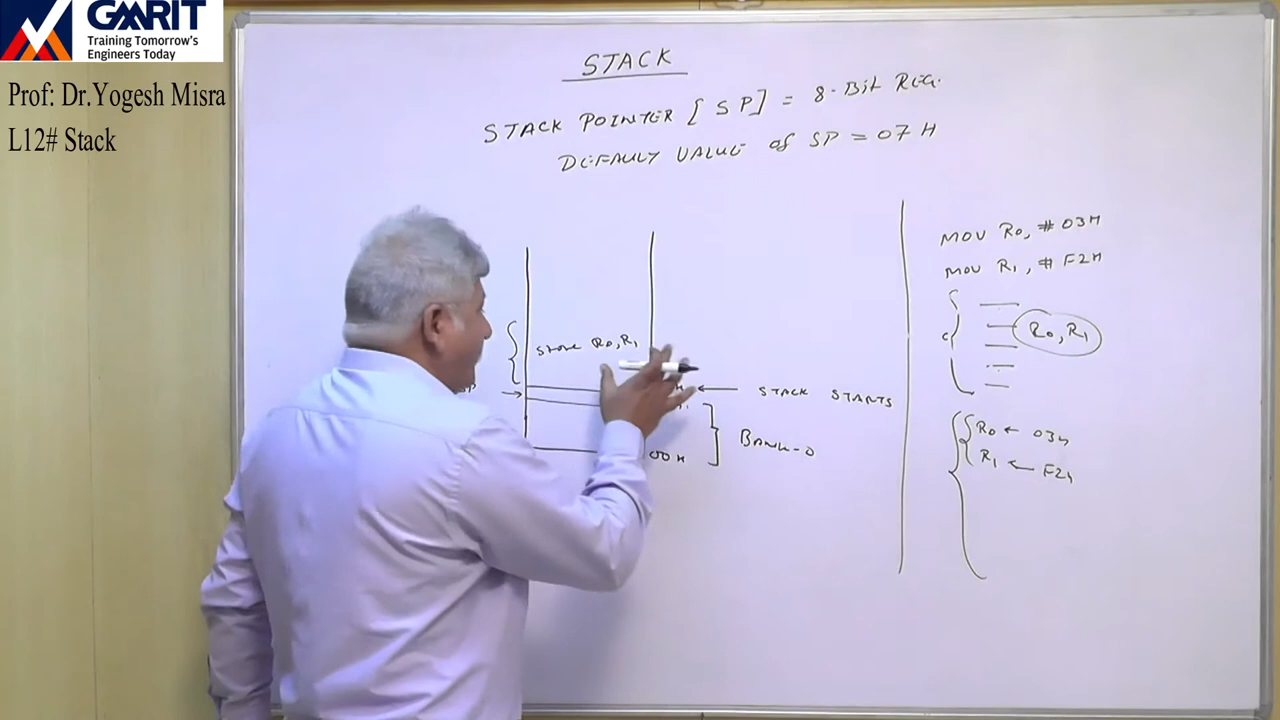 GMRIT
Training Tomorrow's
Engineers Today
Prof: Dr.Yogesh Misra
L12# Stack
STACK
STACK POINTER [SP] = 8-Bit REG.
DEFAULT VALUE of SP = 07 H
MOV R0, # 03H
MOV R1, # F2H
R0, R1
Store R0, R1
SP
STACK STARTS
BANK-0
00H
R0 ← 03H
R1 ← F2H